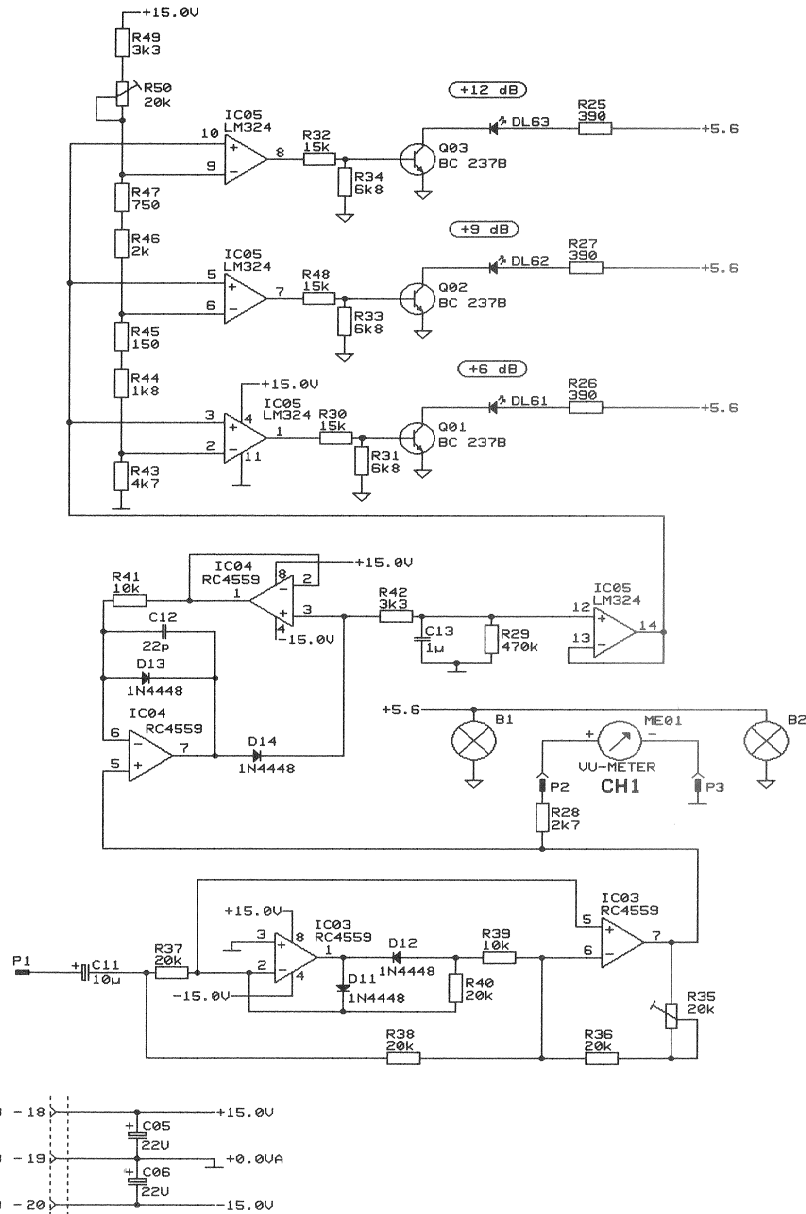 +15.0V
R49
3k3
R50
20k
+12 dB
IC05
LM324
10
9
8
R32
15k
R34
6k8
Q03
BC 237B
DL63
R25
390
+5.6
R47
750
R46
2k
+9 dB
IC05
LM324
5
6
7
R48
15k
R33
6k8
Q02
BC 237B
DL62
R27
390
+5.6
R45
150
R44
1k8
+6 dB
+15.0V
IC05
LM324
3
2
4
11
1
R30
15k
R31
6k8
Q01
BC 237B
DL61
R26
390
+5.6
R43
4k7
R41
10k
IC04
RC4559
1
8
2
3
4
+15.0V
-15.0V
C12
22p
D13
1N4448
IC04
RC4559
6
5
7
D14
1N4448
R42
3k3
C13
1µ
R29
470k
IC05
LM324
12
13
14
+5.6
B1
ME01
+
-
VU-METER
CH1
B2
P2
P3
R28
2k7
P1
+
C11
10µ
R37
20k
+15.0V
3
2
8
4
1
-15.0V
IC03
RC4559
D12
1N4448
D11
1N4448
R40
20k
R39
10k
IC03
RC4559
5
6
7
R38
20k
R36
20k
R35
20k
-18
+15.0V
+
C05
22U
-19
+0.0VA
+
C06
22U
-20
-15.0V